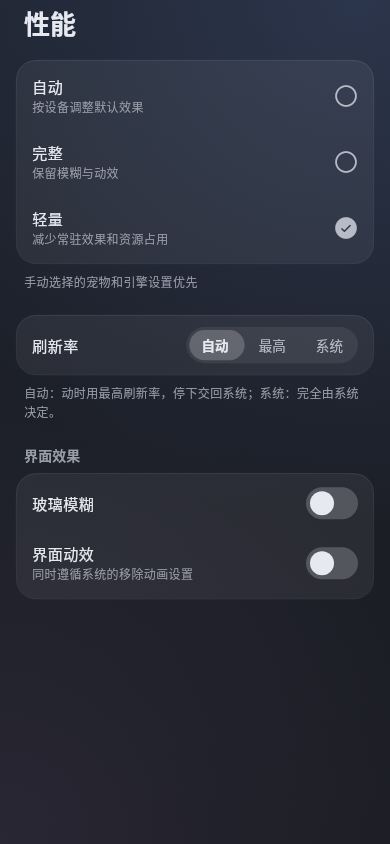 性能
自动
按设备调整默认效果
完整
保留模糊与动效
轻量
减少常驻效果和资源占用
手动选择的宠物和引擎设置优先
刷新率 自动 最高 系统
自动：动时用最高刷新率，停下交回系统；系统：完全由系统
决定。
界面效果
玻璃模糊
界面动效
同时遵循系统的移除动画设置